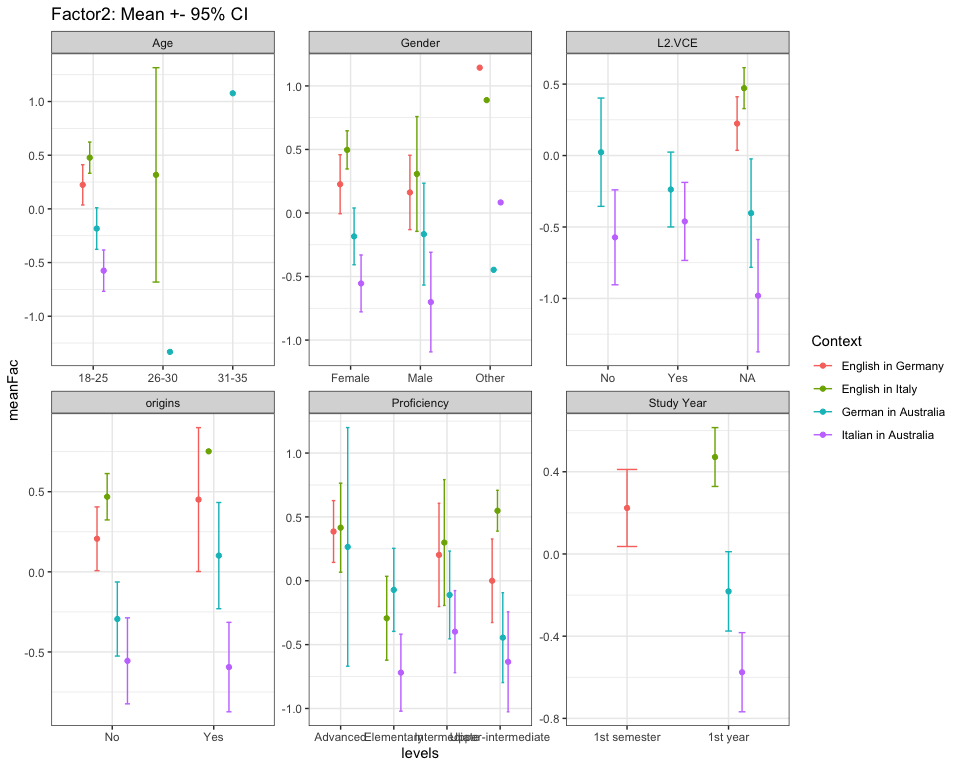 Factor2: Mean +- 95% CI
Age
Gender
L2.VCE
1.0
0.5
0.0
-0.5
-1.0
18-25
26-30
31-35
1.0
0.5
0.0
-0.5
-1.0
Female
Male
Other
0.5
0.0
-0.5
-1.0
No
Yes
NA
origins
Proficiency
Study Year
0.5
0.0
-0.5
No
Yes
1.0
0.5
0.0
-0.5
-1.0
Advanced
Elementary
Intermediate
Upper-intermediate
0.4
0.0
-0.4
-0.8
1st semester
1st year
meanFac
levels
Context
English in Germany
English in Italy
German in Australia
Italian in Australia